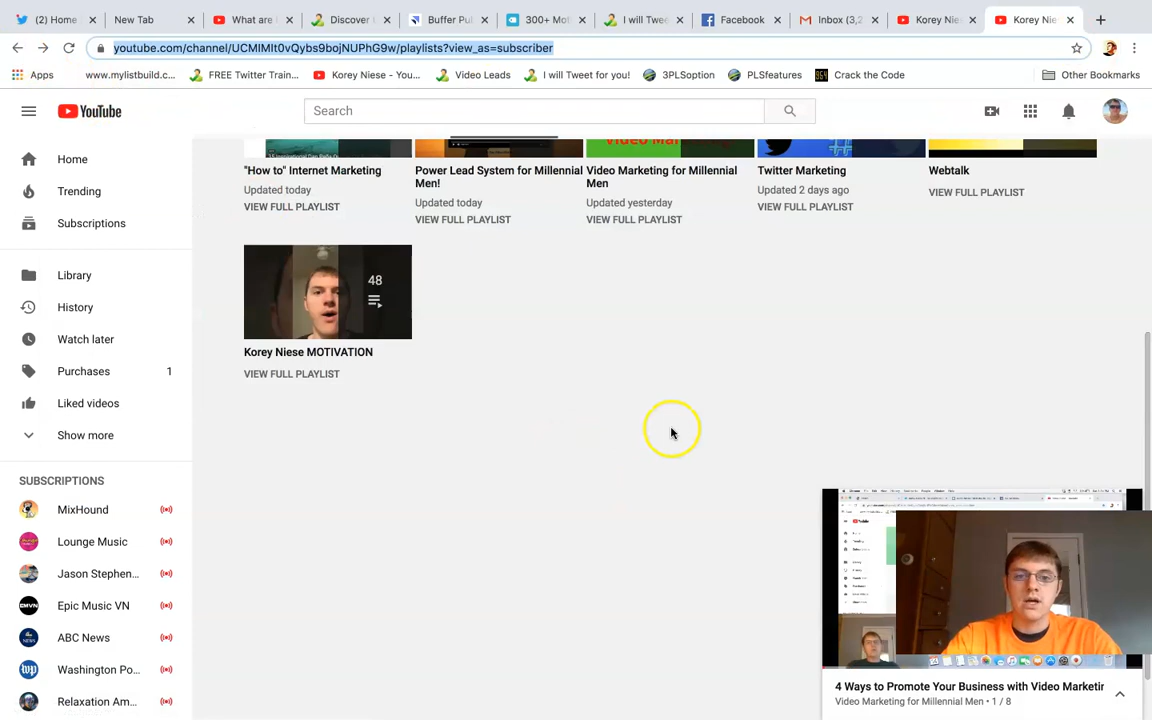 (2) Home
New Tab
What are
Discover
Buffer Pu
300+ Mot
I will Twee
Facebook
Inbox (3,2
Korey Nie
Korey Nie
youtube.com/channel/UCMIMIt0vQybs9bojNUPhG9w/playlists?view_as=subscriber
Apps
www.mylistbuild.c...
FREE Twitter Train...
Korey Niese - You...
Video Leads
I will Tweet for you!
3PLSoption
PLSfeatures
Crack the Code
Other Bookmarks
YouTube
Search
Home
Trending
Subscriptions
Library
History
Watch later
Purchases 1
Liked videos
Show more
SUBSCRIPTIONS
MixHound
Lounge Music
Jason Stephen...
Epic Music VN
ABC News
Washington Po...
Relaxation Am...
"How to" Internet Marketing
Updated today
VIEW FULL PLAYLIST
Power Lead System for Millennial
Men!
Updated today
VIEW FULL PLAYLIST
Video Marketing for Millennial
Men
Updated yesterday
VIEW FULL PLAYLIST
Twitter Marketing
Updated 2 days ago
VIEW FULL PLAYLIST
Webtalk
VIEW FULL PLAYLIST
48
Korey Niese MOTIVATION
VIEW FULL PLAYLIST
4 Ways to Promote Your Business with Video Marketin
Video Marketing for Millennial Men • 1 / 8